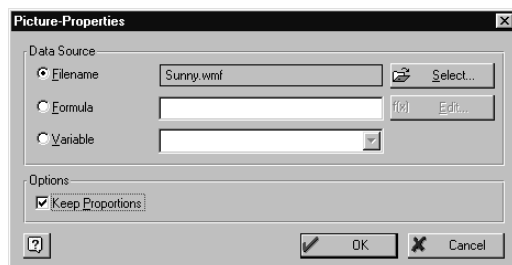 Picture-Properties
Data Source
Filename Sunny.wmf Select...
Formula f(x) Edit...
Variable
Options
Keep Proportions
OK Cancel